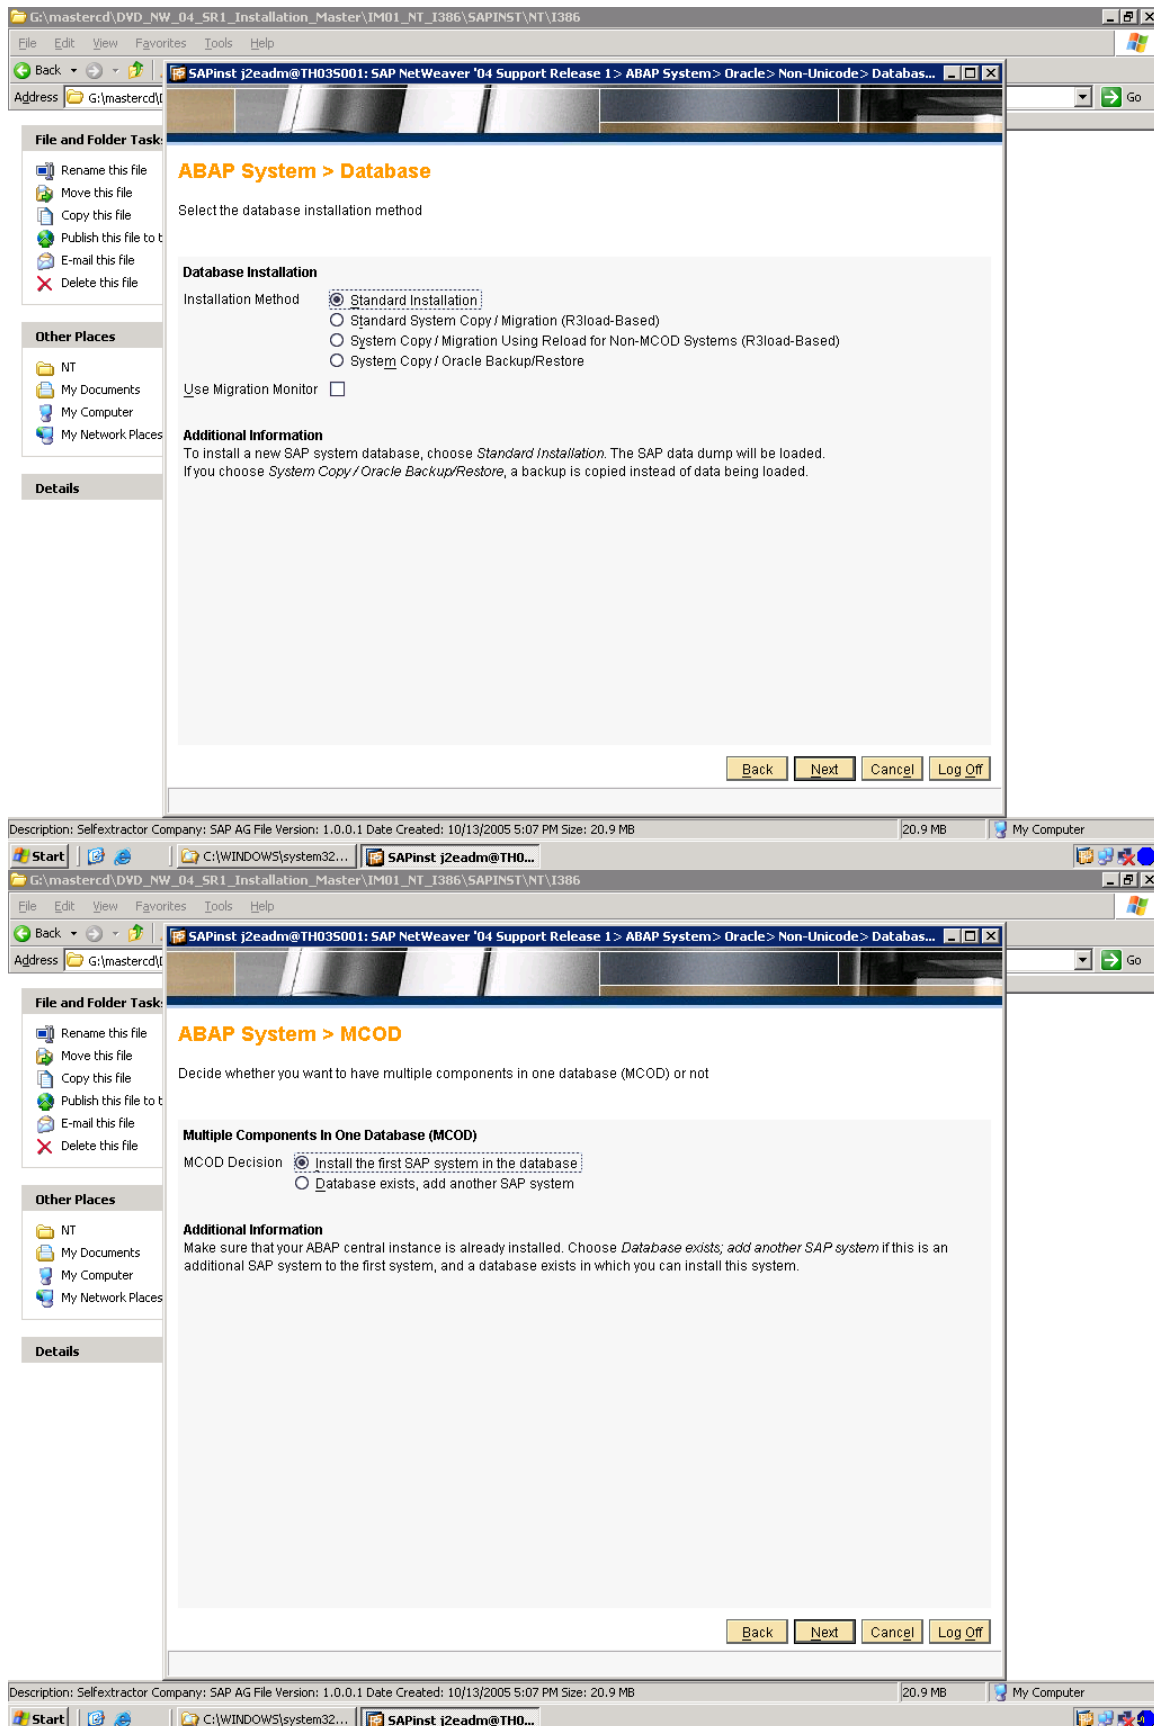 G:\mastercd\DVD_NW_04_SR1_Installation_Master\IM01_NT_I386\SAPINST\NT\I386
File Edit View Favorites Tools Help
Back
SAPinst j2eadm@TH03S001: SAP NetWeaver '04 Support Release 1> ABAP System> Oracle> Non-Unicode> Databas...
Address G:\mastercd\
Go
File and Folder Task
Rename this file
Move this file
Copy this file
Publish this file to t
E-mail this file
Delete this file
Other Places
NT
My Documents
My Computer
My Network Places
Details
ABAP System > Database
Select the database installation method
Database Installation
Installation Method Standard Installation
Standard System Copy / Migration (R3load-Based)
System Copy / Migration Using Reload for Non-MCOD Systems (R3load-Based)
System Copy / Oracle Backup/Restore
Use Migration Monitor
Additional Information
To install a new SAP system database, choose Standard Installation. The SAP data dump will be loaded.
If you choose System Copy / Oracle Backup/Restore, a backup is copied instead of data being loaded.
Back Next Cancel Log Off
Description: Selfextractor Company: SAP AG File Version: 1.0.0.1 Date Created: 10/13/2005 5:07 PM Size: 20.9 MB 20.9 MB My Computer
Start C:\WINDOWS\system32... SAPinst j2eadm@TH0...
G:\mastercd\DVD_NW_04_SR1_Installation_Master\IM01_NT_I386\SAPINST\NT\I386
File Edit View Favorites Tools Help
Back
SAPinst j2eadm@TH03S001: SAP NetWeaver '04 Support Release 1> ABAP System> Oracle> Non-Unicode> Databas...
Address G:\mastercd\
Go
File and Folder Task
Rename this file
Move this file
Copy this file
Publish this file to t
E-mail this file
Delete this file
Other Places
NT
My Documents
My Computer
My Network Places
Details
ABAP System > MCOD
Decide whether you want to have multiple components in one database (MCOD) or not
Multiple Components In One Database (MCOD)
MCOD Decision Install the first SAP system in the database
Database exists, add another SAP system
Additional Information
Make sure that your ABAP central instance is already installed. Choose Database exists; add another SAP system if this is an
additional SAP system to the first system, and a database exists in which you can install this system.
Back Next Cancel Log Off
Description: Selfextractor Company: SAP AG File Version: 1.0.0.1 Date Created: 10/13/2005 5:07 PM Size: 20.9 MB 20.9 MB My Computer
Start C:\WINDOWS\system32... SAPinst j2eadm@TH0...